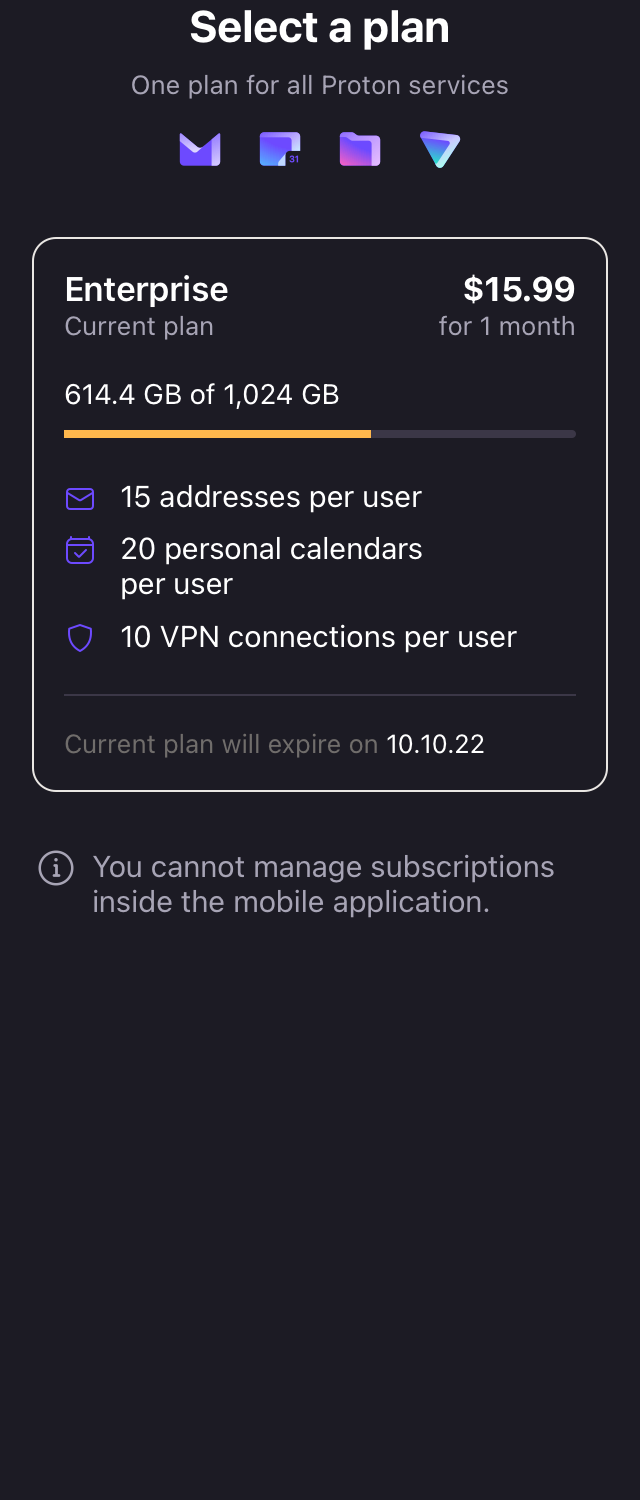 Select a plan
One plan for all Proton services
31
Enterprise
$15.99
Current plan
for 1 month
614.4 GB of 1,024 GB
15 addresses per user
20 personal calendars
per user
10 VPN connections per user
Current plan will expire on 10.10.22
You cannot manage subscriptions
inside the mobile application.